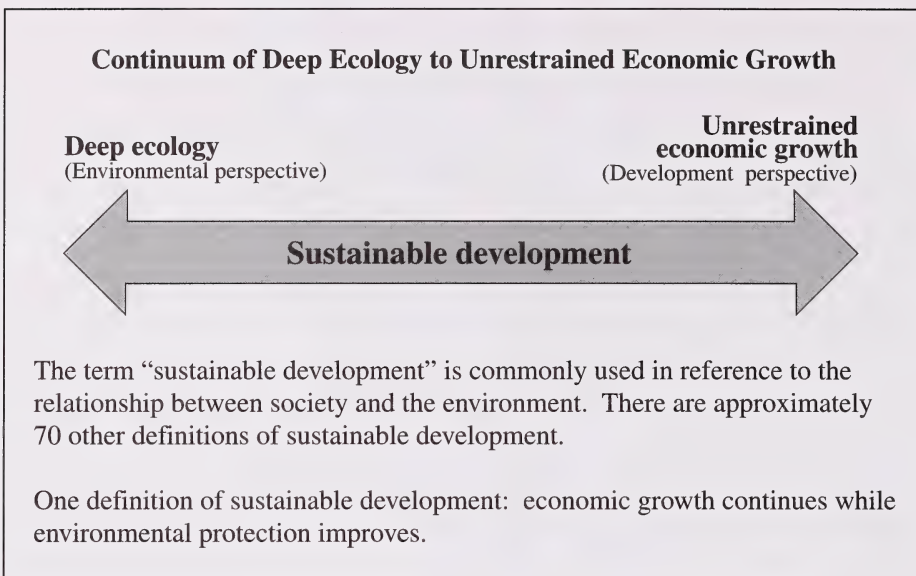 Continuum of Deep Ecology to Unrestrained Economic Growth
Deep ecology
(Environmental perspective)
Unrestrained
economic growth
(Development perspective)
Sustainable development
The term “sustainable development” is commonly used in reference to the
relationship between society and the environment. There are approximately
70 other definitions of sustainable development.
One definition of sustainable development: economic growth continues while
environmental protection improves.